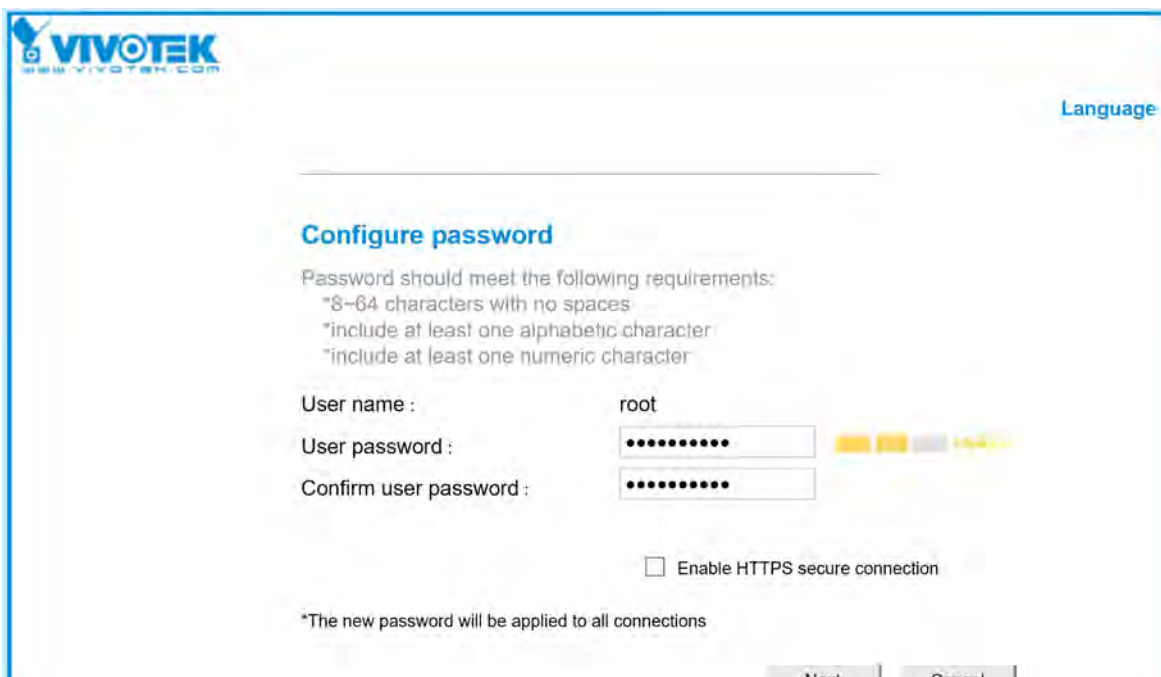 VIVOTEK
www.vivotek.com
Language
Configure password
Password should meet the following requirements:
*8~64 characters with no spaces
*include at least one alphabetic character
*include at least one numeric character
User name : root
User password : ••••••••••
Confirm user password : ••••••••••
Enable HTTPS secure connection
*The new password will be applied to all connections
Next Cancel